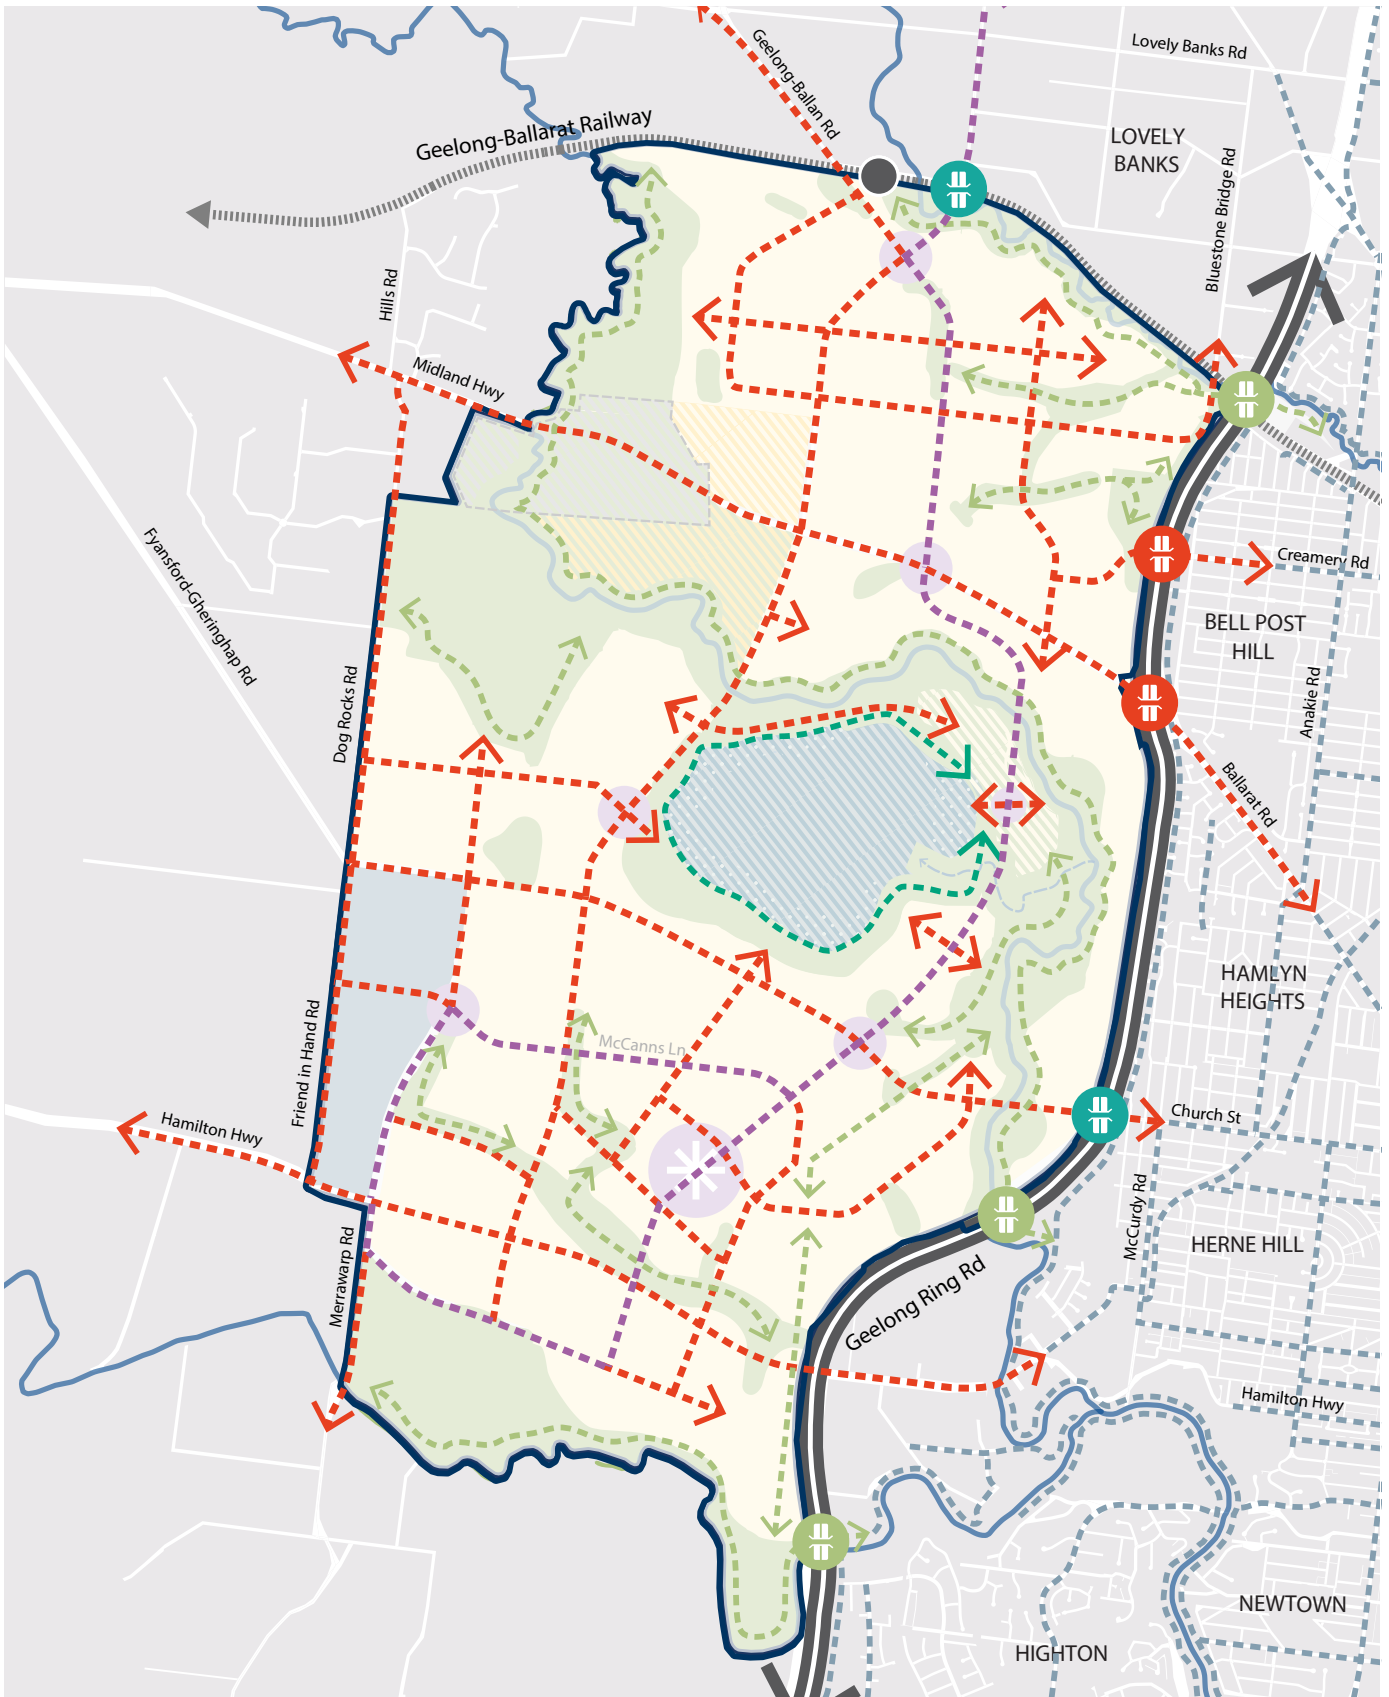 Lovely Banks Rd
Geelong-Ballan Rd
Geelong-Ballarat Railway
LOVELY
BANKS
Bluestone Bridge Rd
Hills Rd
Midland Hwy
Fyansford-Gheringhap Rd
Creamery Rd
BELL POST
HILL
Anakie Rd
Dog Rocks Rd
Ballarat Rd
HAMLYN
HEIGHTS
Friend in Hand Rd
McCanns Ln
Hamilton Hwy
Church St
McCurdy Rd
HERNE HILL
Merrawarp Rd
Geelong Ring Rd
Hamilton Hwy
NEWTOWN
HIGHTON